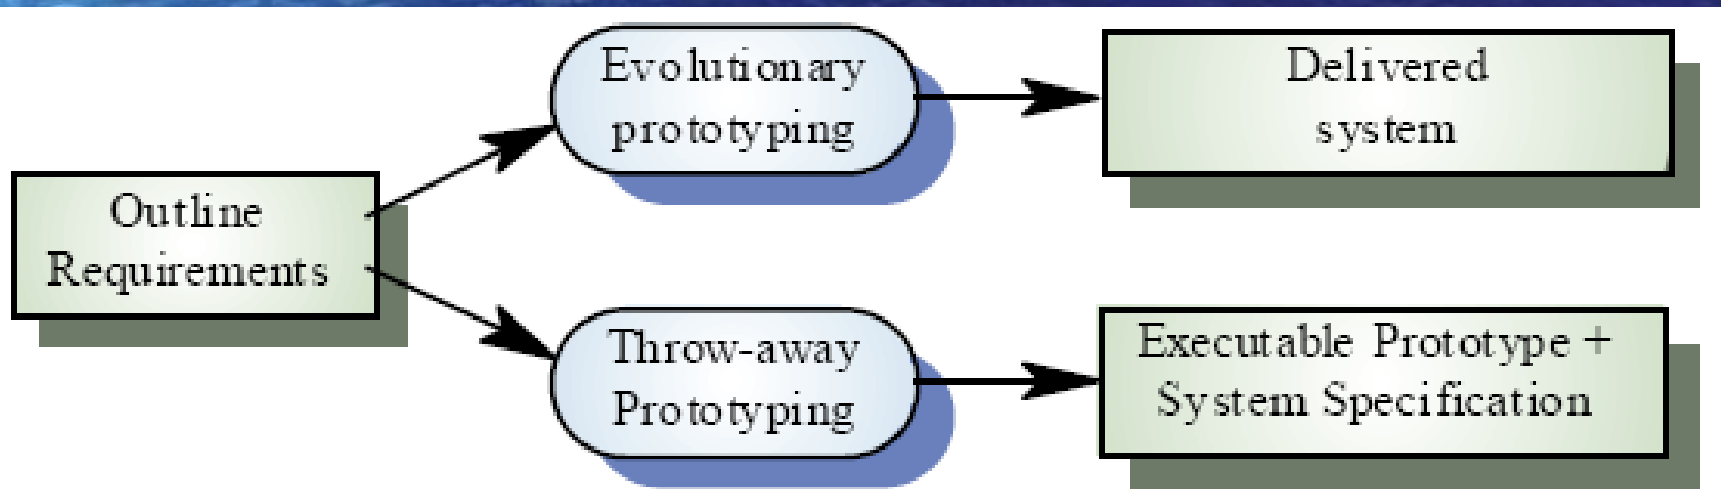 Outline
Requirements
Evolutionary
prototyping
Delivered
system
Throw-away
Prototyping
Executable Prototype +
System Specification